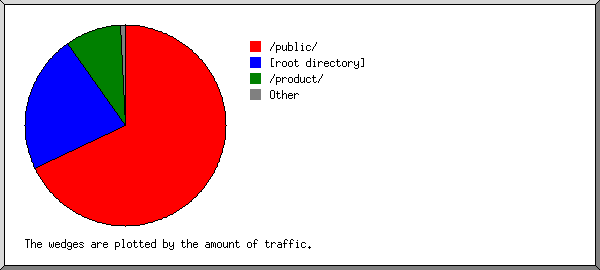 /public/
[root directory]
/product/
Other
The wedges are plotted by the amount of traffic.